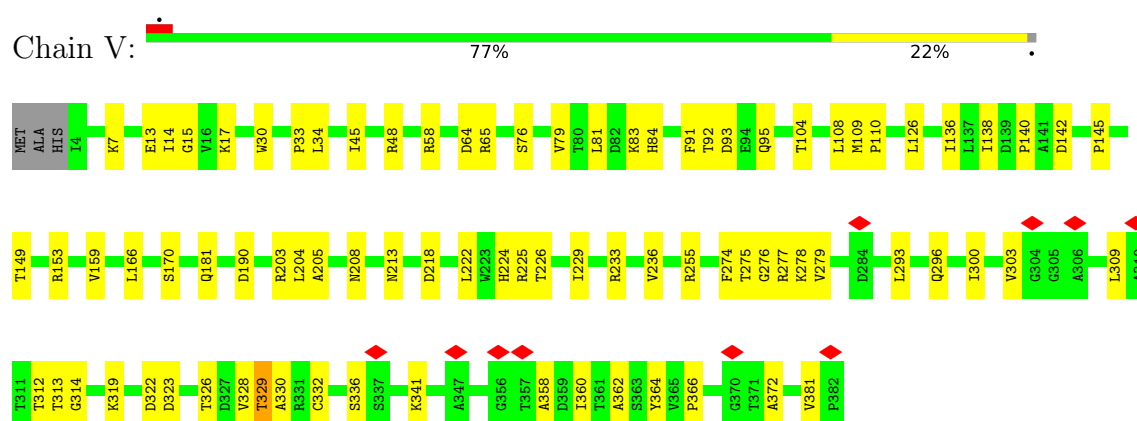 Chain V:
77% 22%
MET ALA HIS I4 K7 E13 I14 G15 V16 K17 W30 P33 L34 I45 R48 R58 D64 R65 S76 V79 T80 L81 D82 K83 H84 F91 T92 D93 E94 Q95 T104 L108 M109 P110 L126 I136 L137 I138 D139 P140 A141 D142 P145
T149 R153 V159 L166 S170 Q181 D190 R203 L204 A205 N208 N213 D218 L222 W223 H224 R225 T226 I229 R233 V236 R255 F274 T275 G276 R277 K278 V279 D284 L293 Q296 I300 V303 G304 G305 A306 L309
T311 T312 T313 G314 K319 D322 D323 T326 D327 V328 T329 A330 R331 C332 S336 S337 K341 A347 G356 T357 A358 D359 I360 T361 A362 S363 Y364 V365 P366 G370 T371 A372 V381 P382